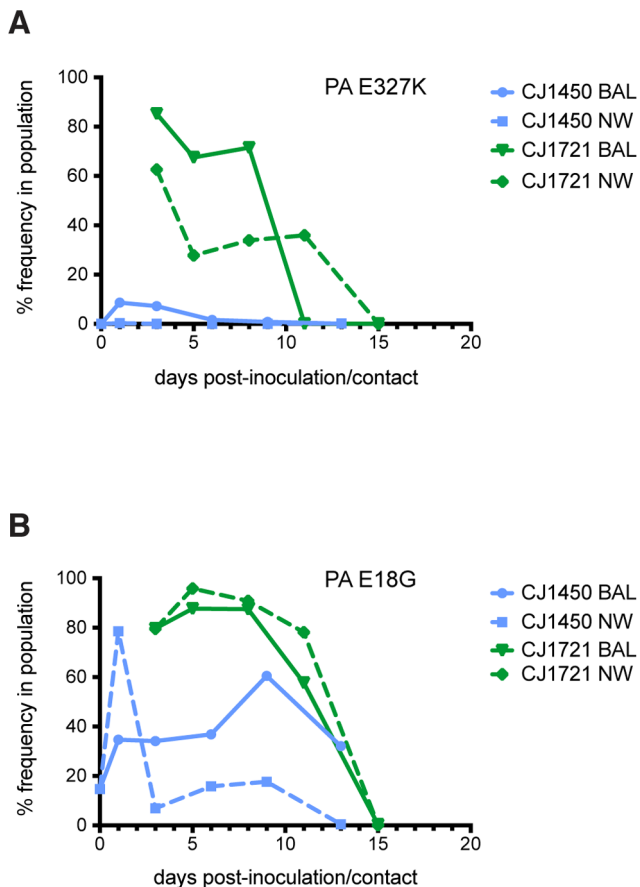 A
PA E327K
% frequency in population
100
80
60
40
20
0
0
5
10
15
20
days post-inoculation/contact
CJ1450 BAL
CJ1450 NW
CJ1721 BAL
CJ1721 NW
B
PA E18G
% frequency in population
100
80
60
40
20
0
0
5
10
15
20
days post-inoculation/contact
CJ1450 BAL
CJ1450 NW
CJ1721 BAL
CJ1721 NW